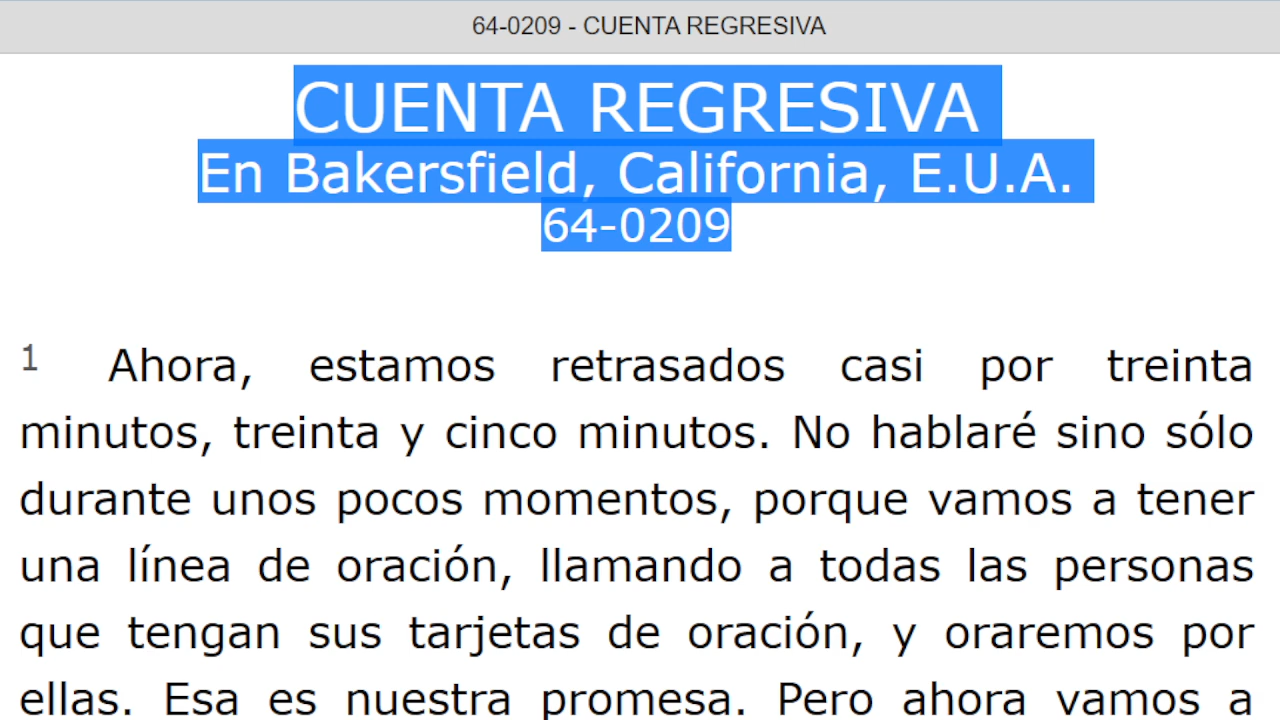 64-0209 - CUENTA REGRESIVA
CUENTA REGRESIVA
En Bakersfield, California, E.U.A.
64-0209
1 Ahora, estamos retrasados casi por treinta
minutos, treinta y cinco minutos. No hablaré sino sólo
durante unos pocos momentos, porque vamos a tener
una línea de oración, llamando a todas las personas
que tengan sus tarjetas de oración, y oraremos por
ellas. Esa es nuestra promesa. Pero ahora vamos a